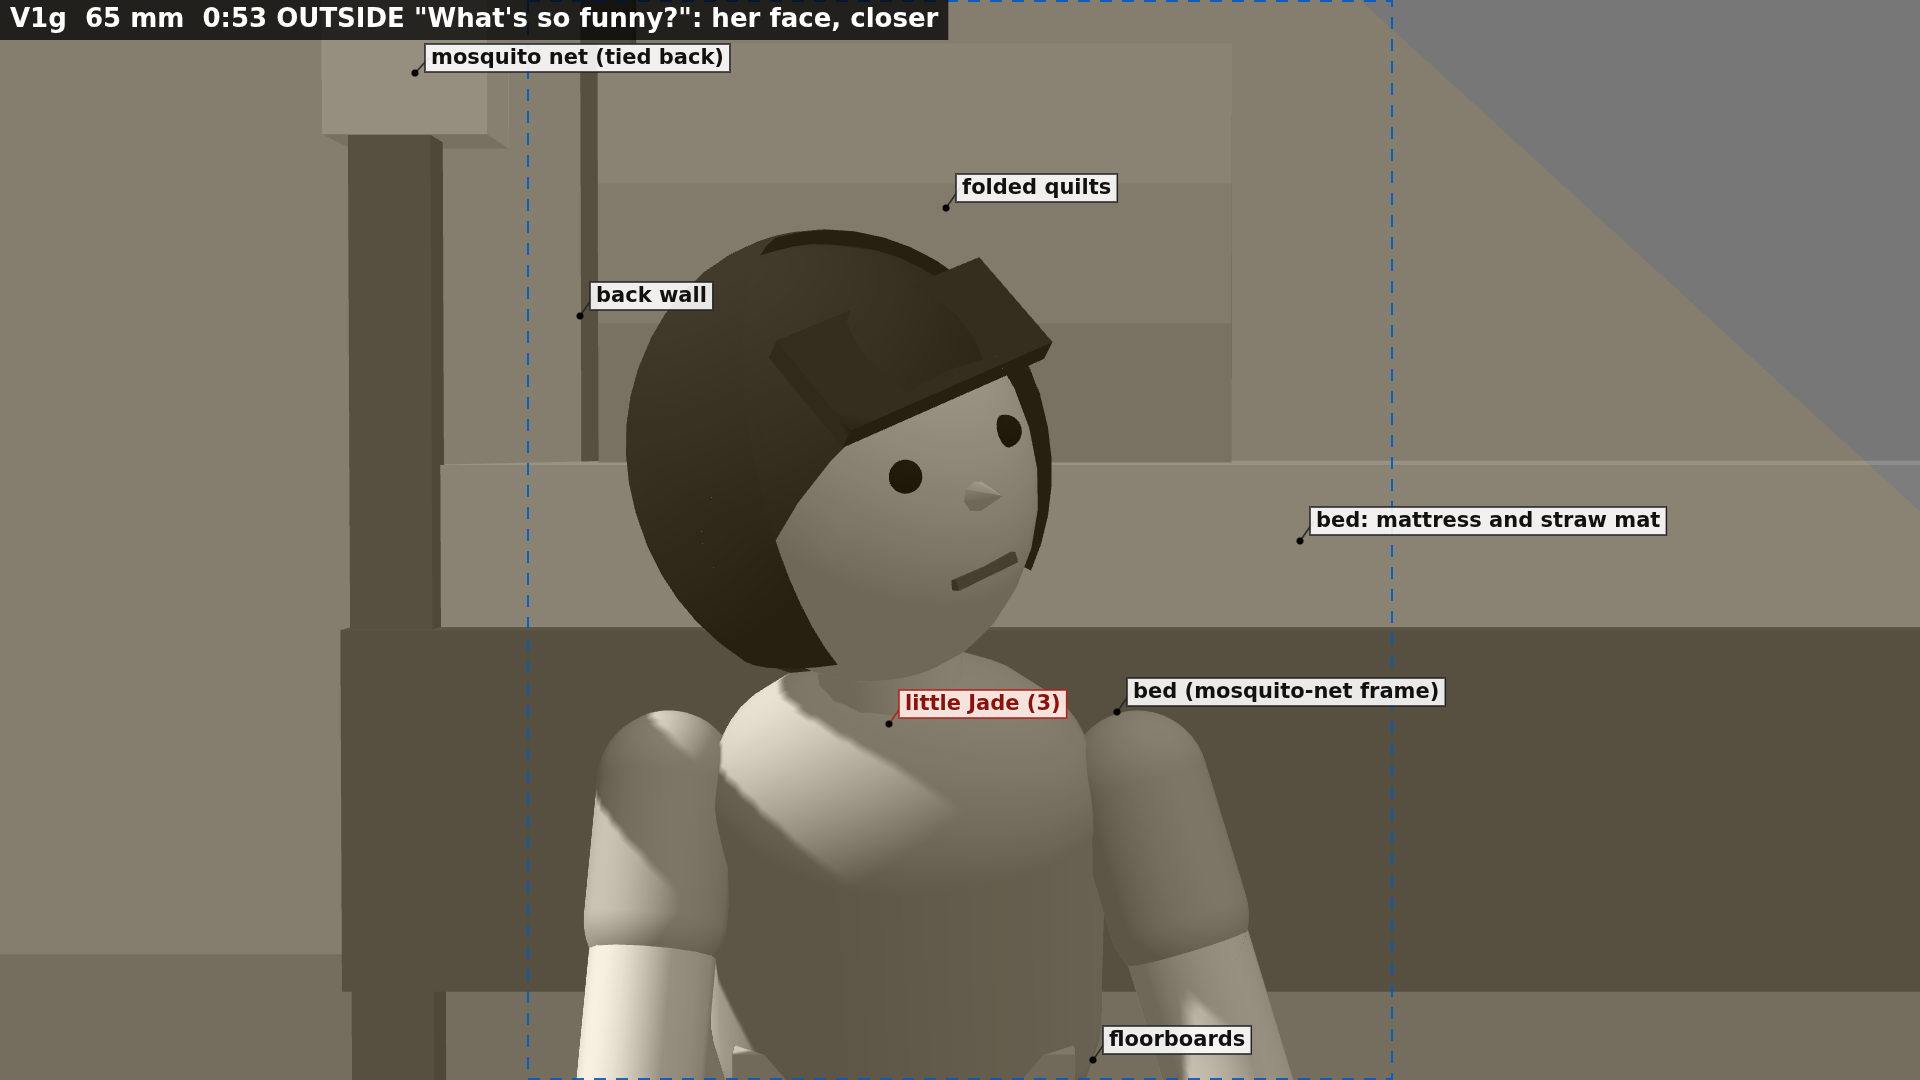 V1g  65 mm  0:53 OUTSIDE "What's so funny?": her face, closer
mosquito net (tied back)
folded quilts
back wall
bed: mattress and straw mat
bed (mosquito-net frame)
little Jade (3)
floorboards